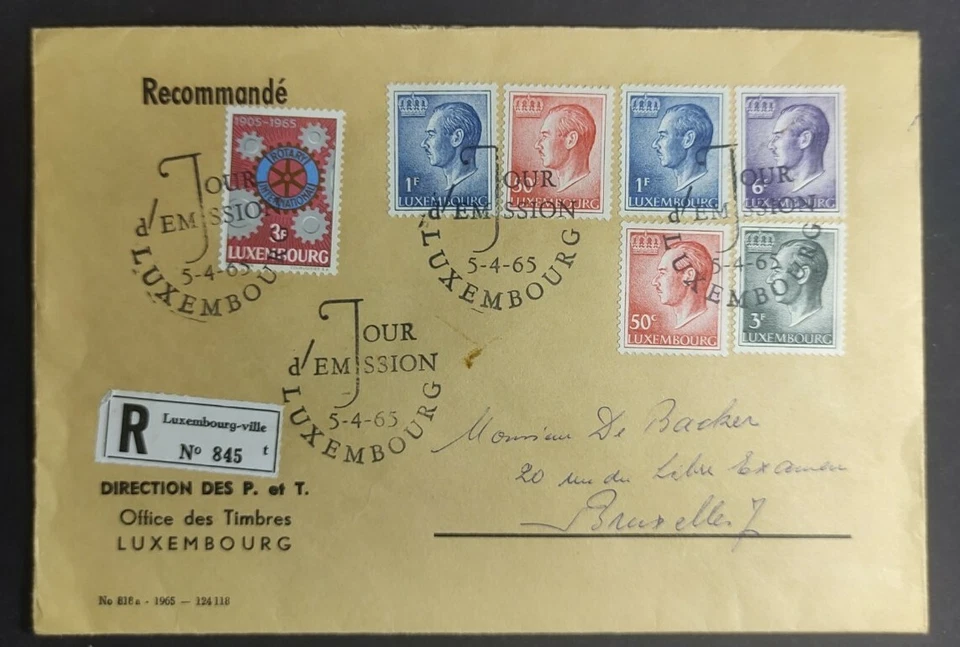 Recommandé
1905-1965
ROTARY
INTERNATIONAL
3F
LUXEMBOURG
1F
LUXEMBOURG
50c
LUXEMBOURG
1F
LUXEMBOURG
6F
LUXEMBOURG
50c
LUXEMBOURG
3F
LUXEMBOURG
JOUR
d'EMISSION
5-4-65
LUXEMBOURG
JOUR
d'EMISSION
5-4-65
LUXEMBOURG
JOUR
d'EMISSION
5-4-65
LUXEMBOURG
JOUR
d'EMISSION
5-4-65
LUXEMBOURG
R Luxembourg-ville
No 845 t
DIRECTION DES P. et T.
Office des Timbres
LUXEMBOURG
Monsieur De Backer
20 rue du Libre Examen
Bruxelles 7
No 818a - 1965 — 124118